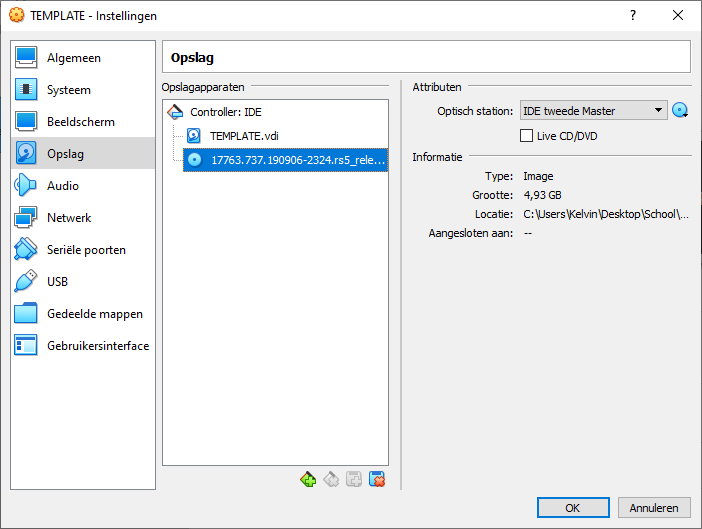 TEMPLATE - Instellingen
Algemeen
Systeem
Beeldscherm
Opslag
Audio
Netwerk
Seriële poorten
USB
Gedeelde mappen
Gebruikersinterface
Opslag
Opslagapparaten
Controller: IDE
TEMPLATE.vdi
17763.737.190906-2324.rs5_rele...
Attributen
Optisch station: IDE tweede Master
Live CD/DVD
Informatie
Type: Image
Grootte: 4,93 GB
Locatie: C:\Users\Kelvin\Desktop\School\...
Aangesloten aan: --
OK Annuleren